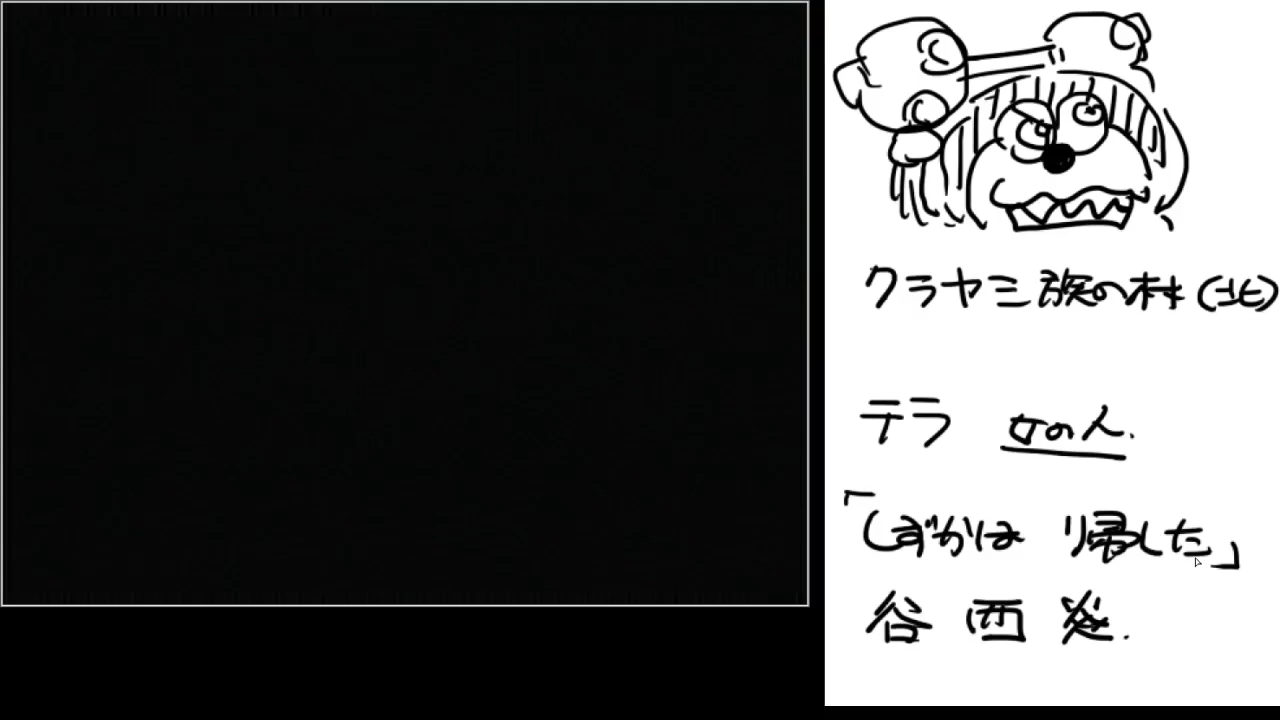 クラヤミ族の村(北)
テラ 女の人.
「しずかは 帰した」
谷 西